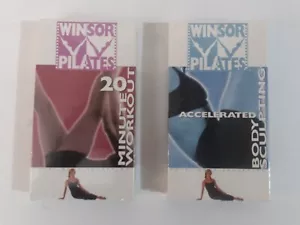 WINSOR
PILATES
20
MINUTE
WORKOUT
WINSOR
PILATES
ACCELERATED
BODY
SCULPTING